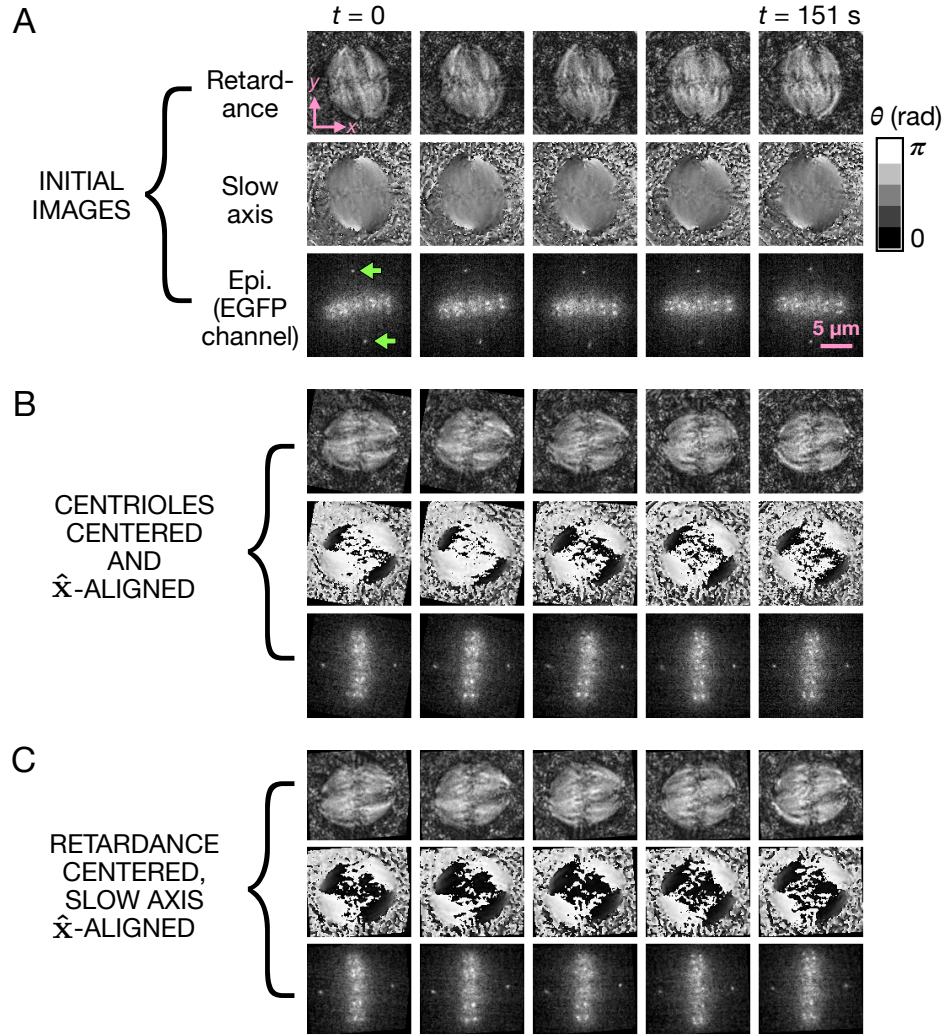 A
t = 0
t = 151 s
Retard-
ance
y
x
θ (rad)
π
0
INITIAL
IMAGES
Slow
axis
Epi.
(EGFP
channel)
5 µm
B
CENTRIOLES
CENTERED
AND
x̂-ALIGNED
C
RETARDANCE
CENTERED,
SLOW AXIS
x̂-ALIGNED